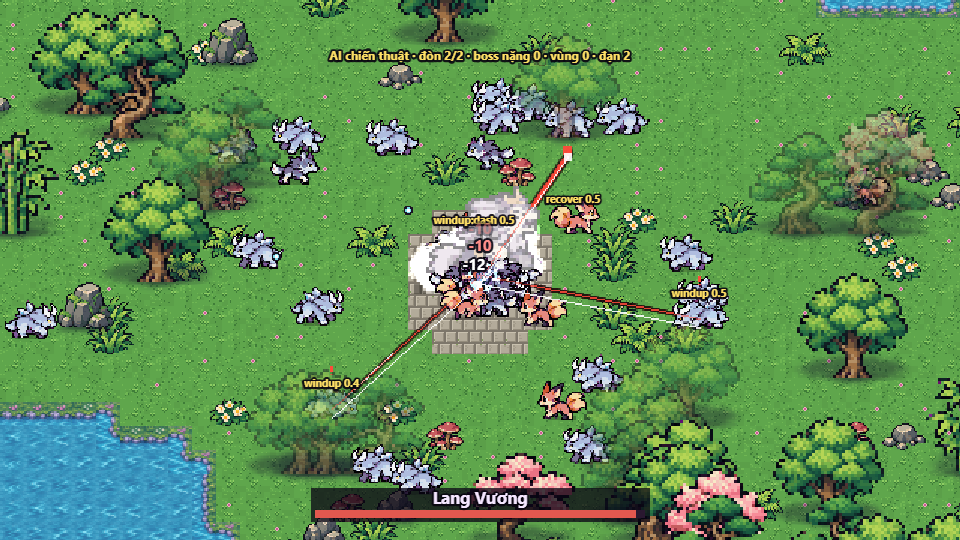 AI chiến thuật · đòn 2/2 · boss nặng 0 · vùng 0 · đạn 2
recover 0.5
windup:dash 0.5
-10
-12
windup 0.5
windup 0.4
Lang Vương